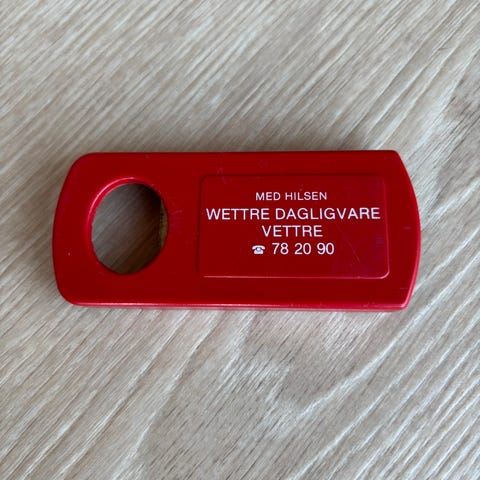 MED HILSEN
WETTRE DAGLIGVARE
VETTRE
☎ 78 20 90